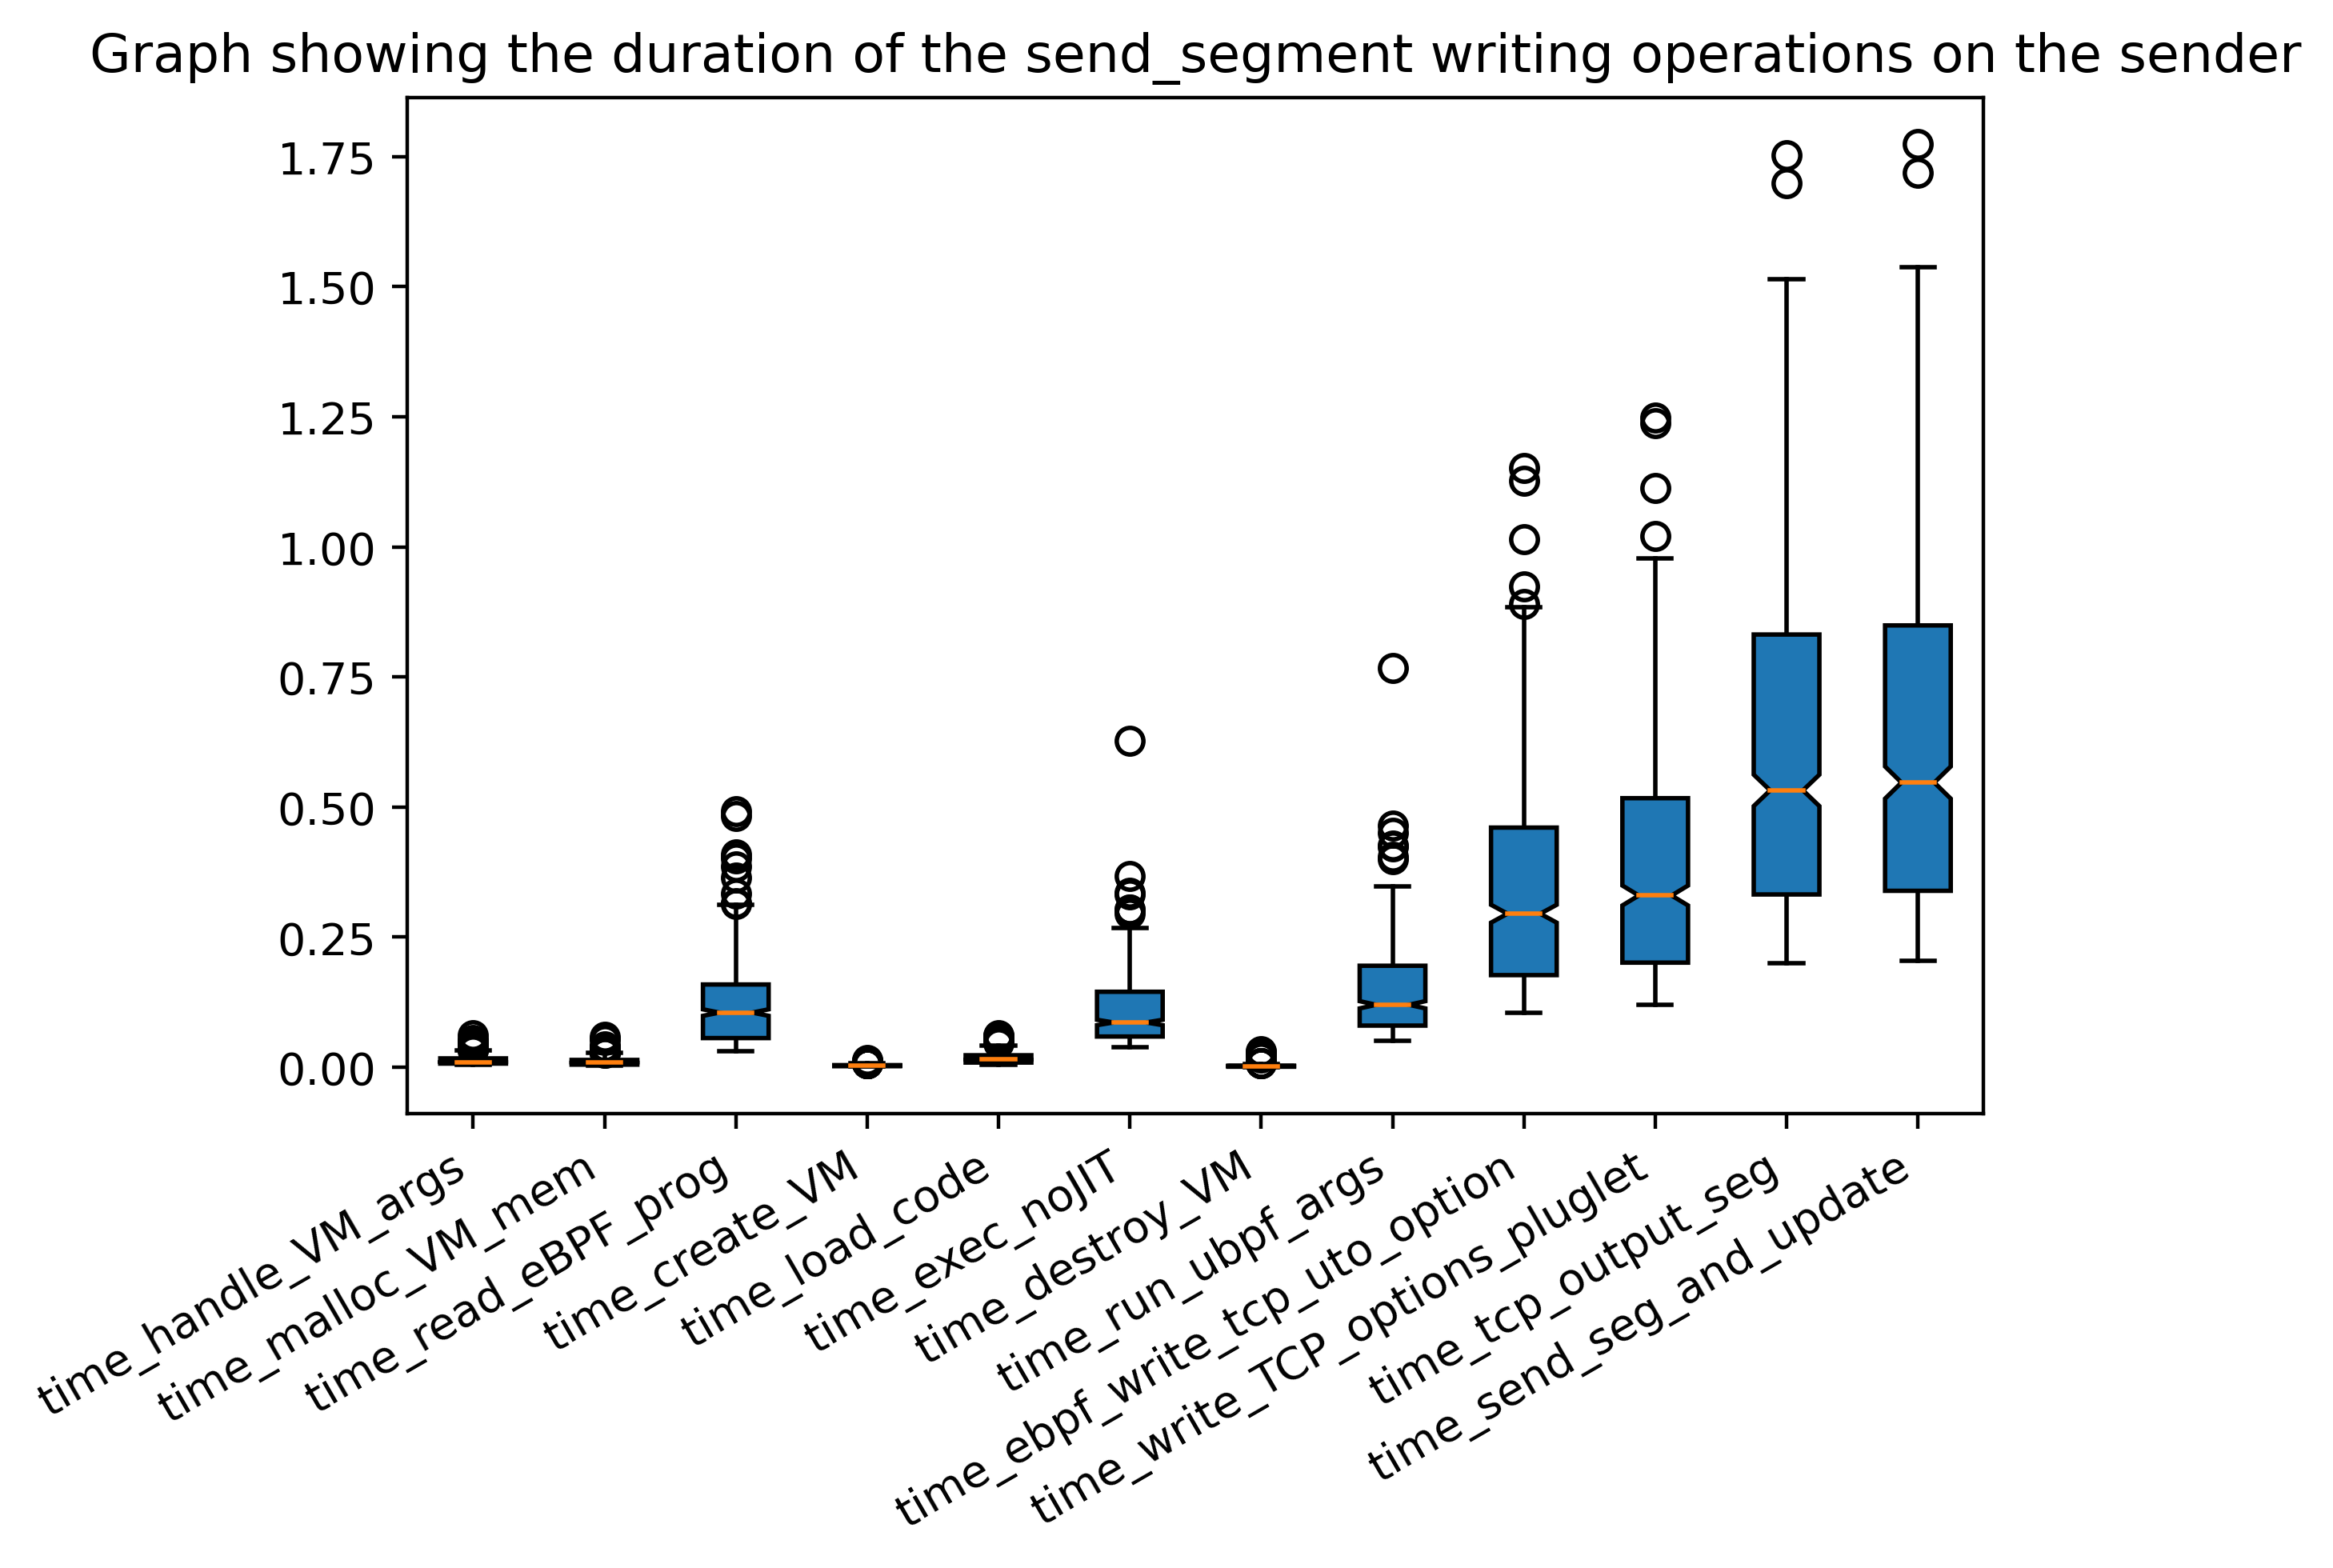 Graph showing the duration of the send_segment writing operations on the sender
1.75
1.50
1.25
1.00
0.75
0.50
0.25
0.00
time_handle_VM_args
time_malloc_VM_mem
time_read_eBPF_prog
time_create_VM
time_load_code
time_exec_noJIT
time_destroy_VM
time_run_ubpf_args
time_ebpf_write_tcp_uto_option
time_write_TCP_options_pluglet
time_tcp_output_seg
time_send_seg_and_update